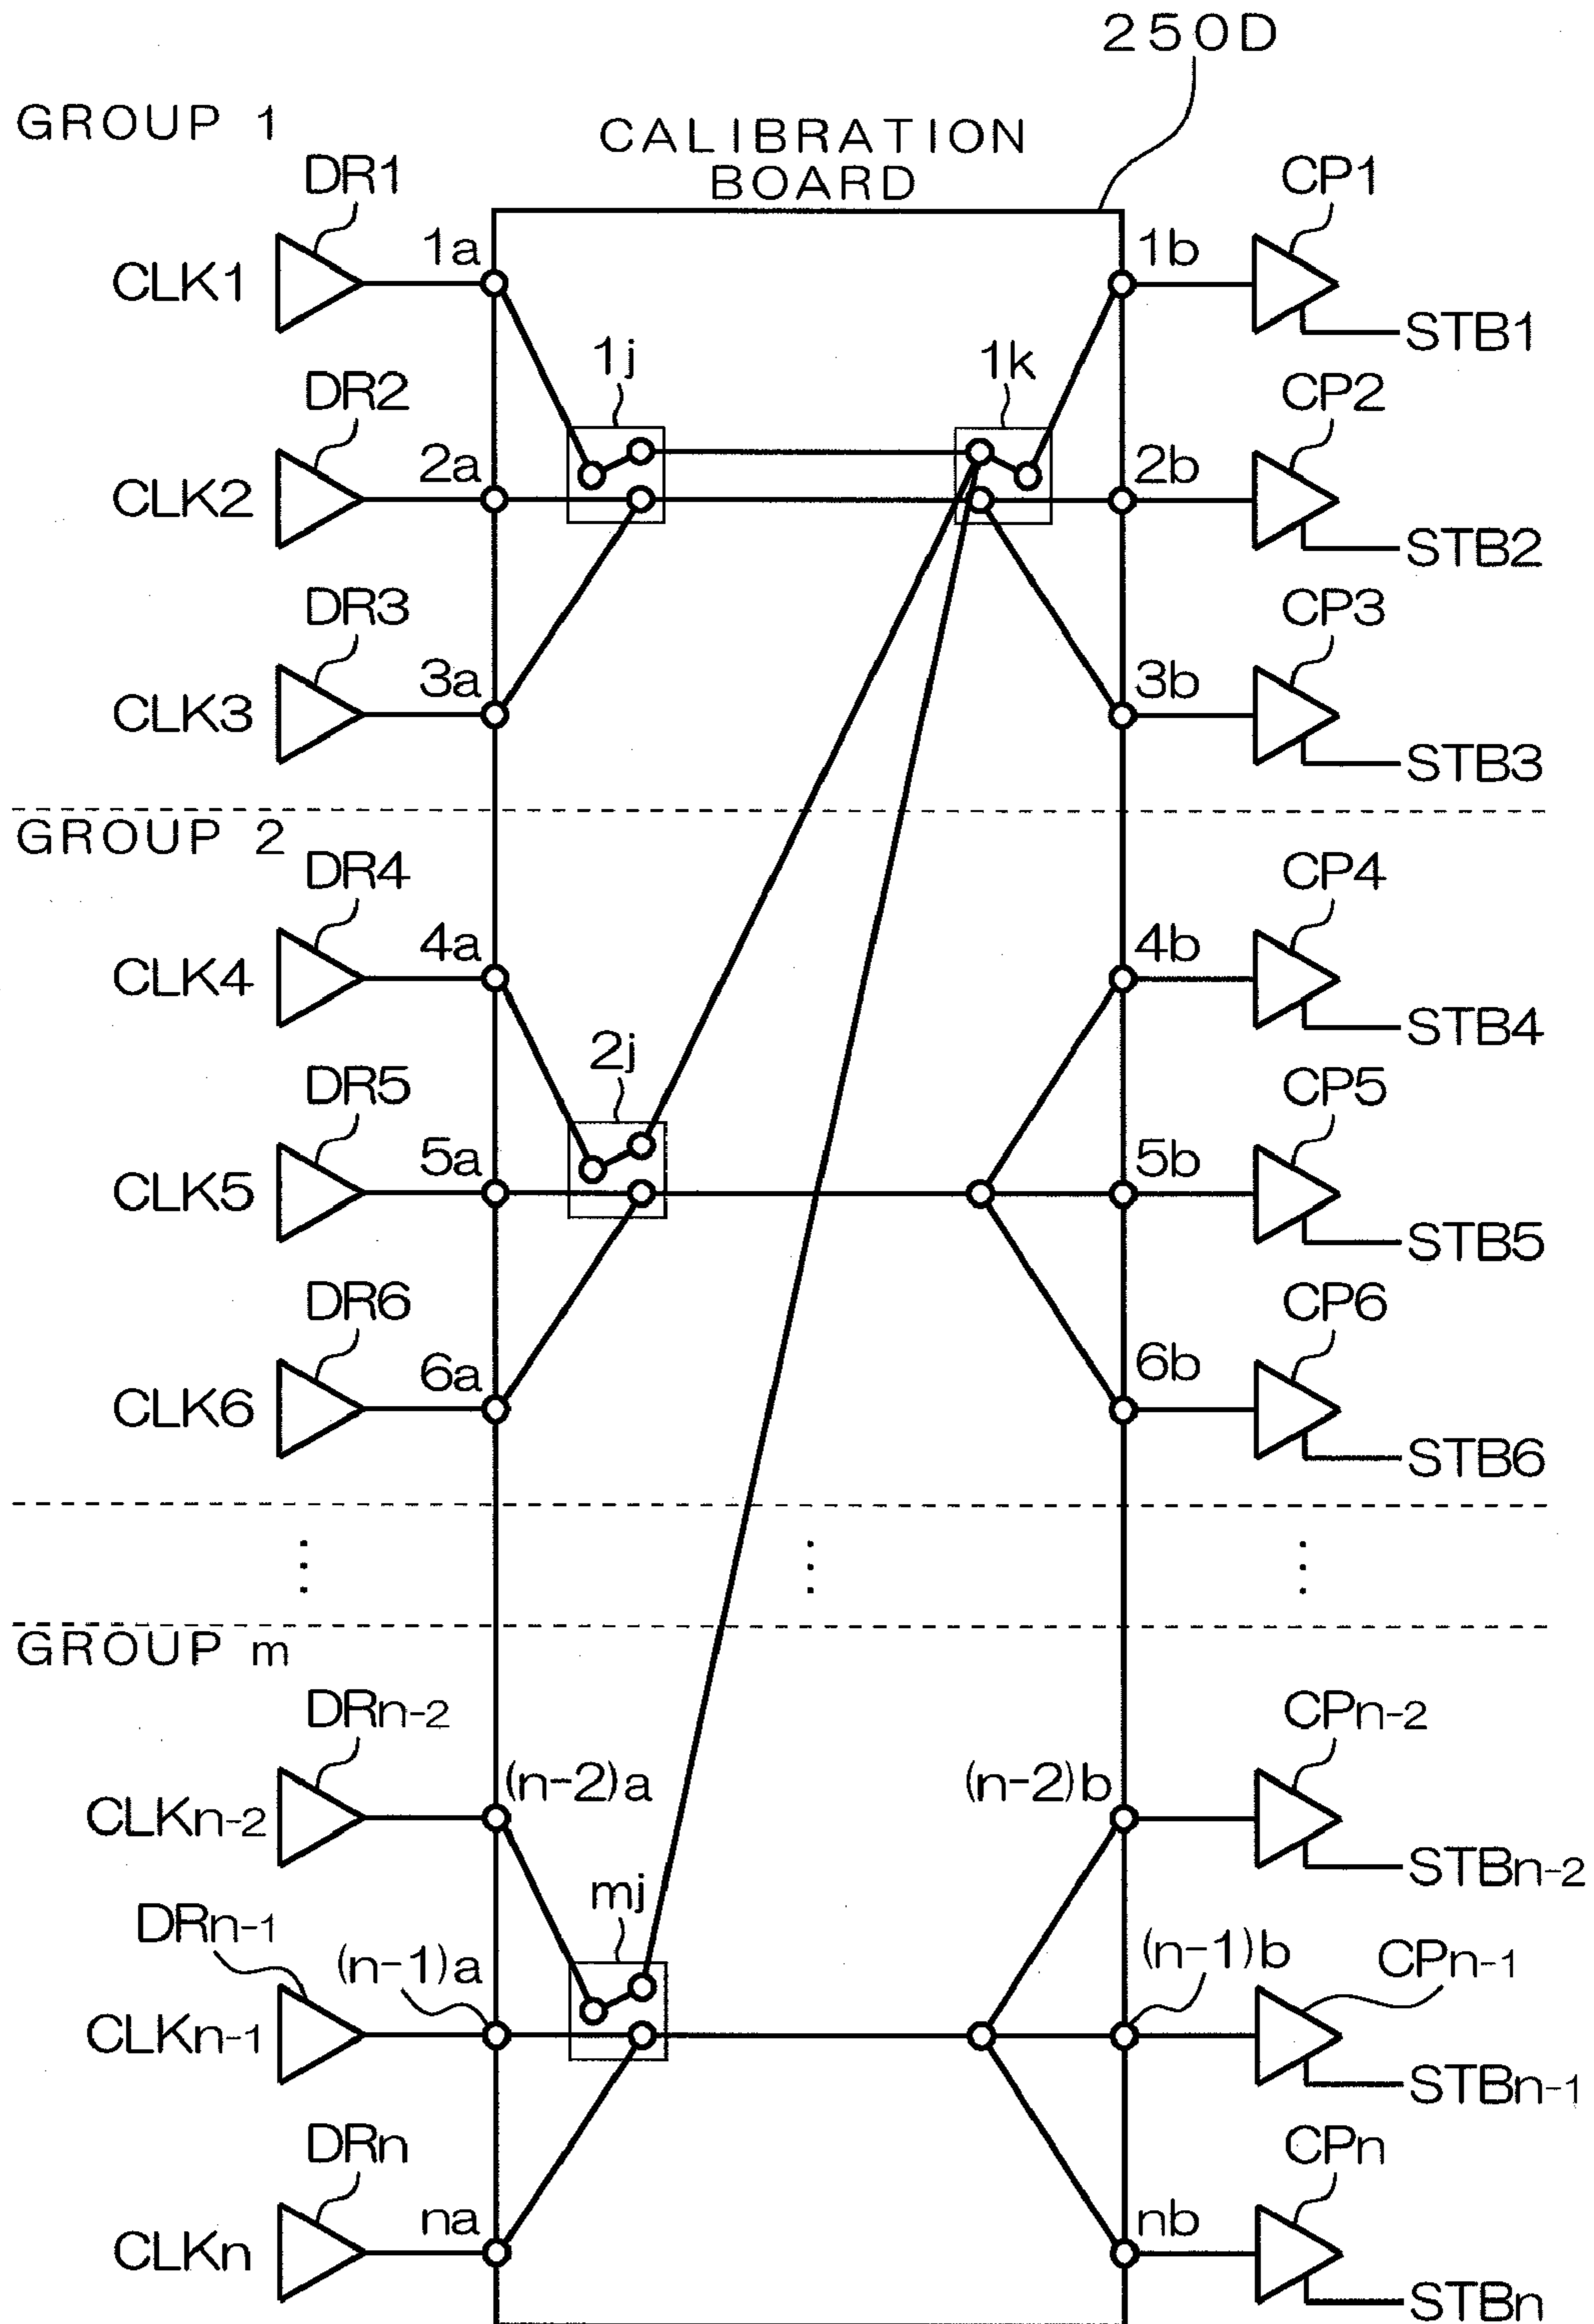 250D
GROUP 1
CALIBRATION
BOARD
DR1
CP1
1a
1b
CLK1
STB1
1j
1k
DR2
CP2
2a
2b
CLK2
STB2
DR3
CP3
3a
3b
CLK3
STB3
GROUP 2
DR4
CP4
4a
4b
CLK4
STB4
2j
DR5
CP5
5a
5b
CLK5
STB5
DR6
CP6
6a
6b
CLK6
STB6
GROUP m
DRn-2
CPn-2
(n-2)a
(n-2)b
CLKn-2
STBn-2
mj
DRn-1
(n-1)a
(n-1)b
CPn-1
CLKn-1
STBn-1
DRn
CPn
na
nb
CLKn
STBn